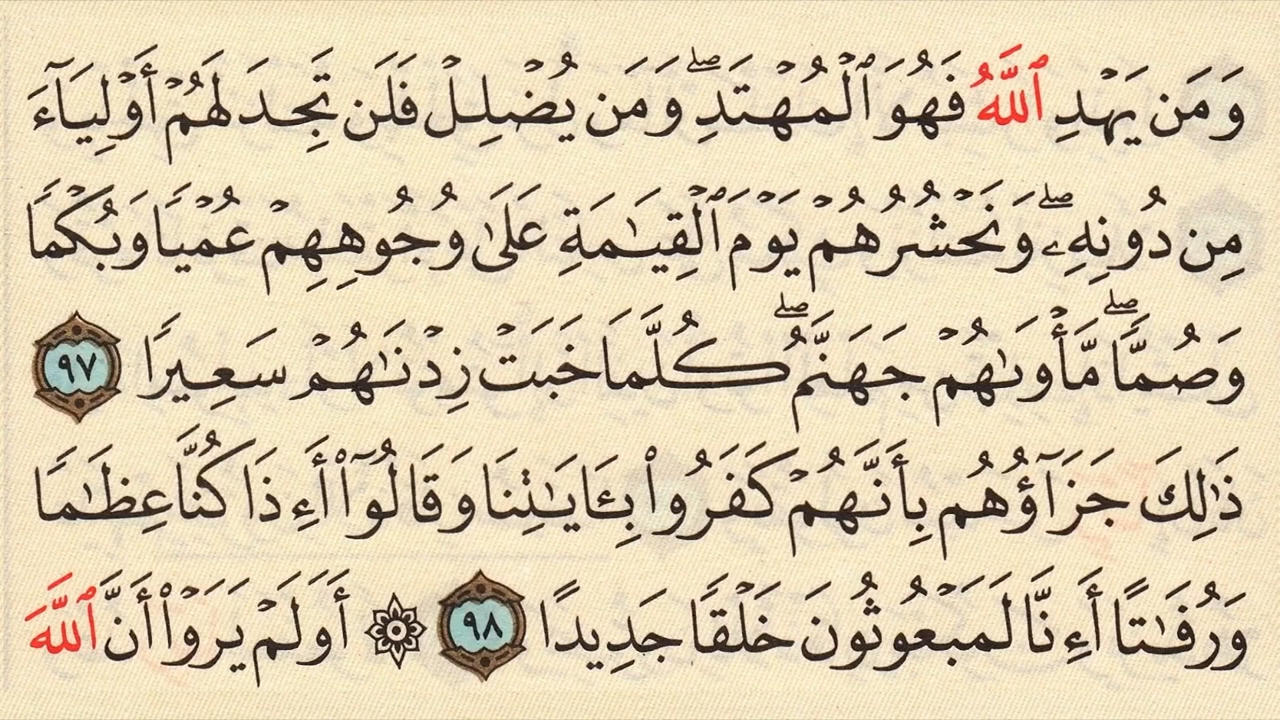 وَمَن يَهْدِ ٱللَّهُ فَهُوَ ٱلْمُهْتَدِ ۖ وَمَن يُضْلِلْ فَلَن تَجِدَ لَهُمْ أَوْلِيَآءَ
مِن دُونِهِۦ ۖ وَنَحْشُرُهُمْ يَوْمَ ٱلْقِيَـٰمَةِ عَلَىٰ وُجُوهِهِمْ عُمْيًا وَبُكْمًا
وَصُمًّا ۖ مَّأْوَىٰهُمْ جَهَنَّمُ ۖ كُلَّمَا خَبَتْ زِدْنَـٰهُمْ سَعِيرًا ٩٧
ذَٰلِكَ جَزَآؤُهُم بِأَنَّهُمْ كَفَرُوا۟ بِـَٔايَـٰتِنَا وَقَالُوٓا۟ أَءِذَا كُنَّا عِظَـٰمًا
وَرُفَـٰتًا أَءِنَّا لَمَبْعُوثُونَ خَلْقًا جَدِيدًا ٩٨ ۞ أَوَلَمْ يَرَوْا۟ أَنَّ ٱللَّهَ